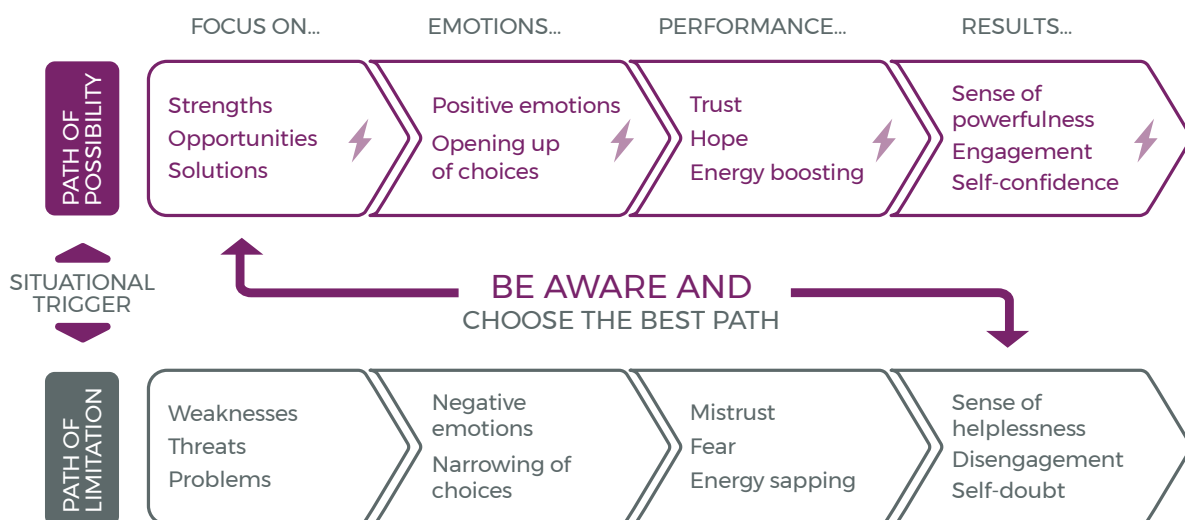 FOCUS ON...
EMOTIONS...
PERFORMANCE...
RESULTS...
PATH OF
POSSIBILITY
Strengths
Opportunities
Solutions
Positive emotions
Opening up
of choices
Trust
Hope
Energy boosting
Sense of
powerfulness
Engagement
Self-confidence
SITUATIONAL
TRIGGER
BE AWARE AND
CHOOSE THE BEST PATH
PATH OF
LIMITATION
Weaknesses
Threats
Problems
Negative
emotions
Narrowing of
choices
Mistrust
Fear
Energy sapping
Sense of
helplessness
Disengagement
Self-doubt